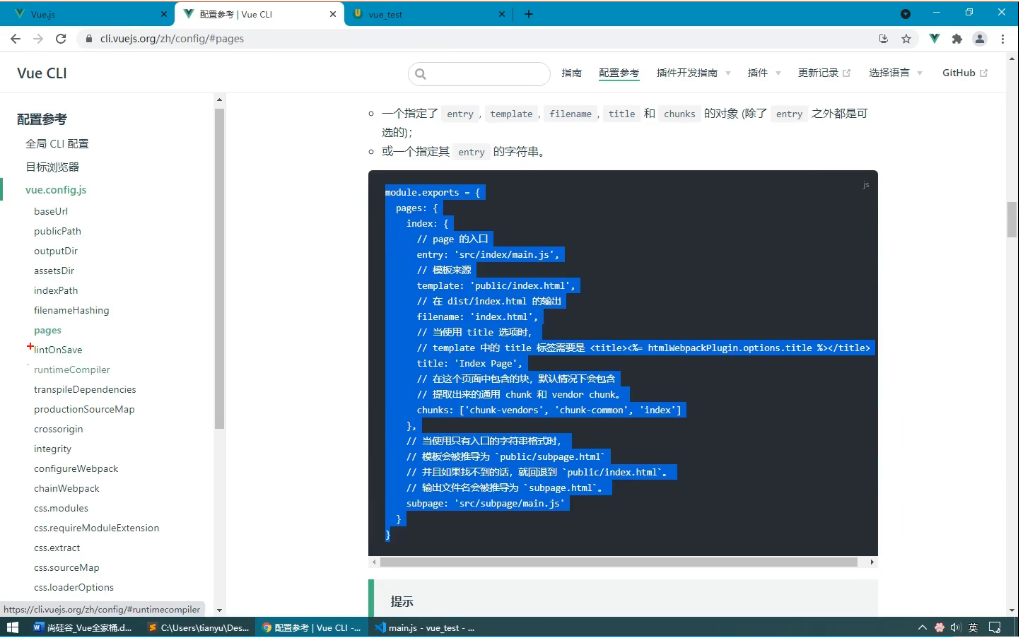 Vue.js
配置参考 | Vue CLI
vue_test
cli.vuejs.org/zh/config/#pages
Vue CLI
指南
配置参考
插件开发指南
插件
更新记录
选择语言
GitHub
配置参考
全局 CLI 配置
目标浏览器
vue.config.js
baseUrl
publicPath
outputDir
assetsDir
indexPath
filenameHashing
pages
lintOnSave
runtimeCompiler
transpileDependencies
productionSourceMap
crossorigin
integrity
configureWebpack
chainWebpack
css.modules
css.requireModuleExtension
css.extract
css.sourceMap
css.loaderOptions
一个指定了 entry, template, filename, title 和 chunks 的对象 (除了 entry 之外都是可
选的);
或一个指定其 entry 的字符串。
js
module.exports = {
pages: {
index: {
// page 的入口
entry: 'src/index/main.js',
// 模板来源
template: 'public/index.html',
// 在 dist/index.html 的输出
filename: 'index.html',
// 当使用 title 选项时，
// template 中的 title 标签需要是 <title><%= htmlWebpackPlugin.options.title %></title>
title: 'Index Page',
// 在这个页面中包含的块，默认情况下会包含
// 提取出来的通用 chunk 和 vendor chunk。
chunks: ['chunk-vendors', 'chunk-common', 'index']
},
// 当使用只有入口的字符串格式时，
// 模板会被推导为 `public/subpage.html`
// 并且如果找不到的话，就回退到 `public/index.html`。
// 输出文件名会被推导为 `subpage.html`。
subpage: 'src/subpage/main.js'
}
}
提示
https://cli.vuejs.org/zh/config/#runtimecompiler
尚硅谷_Vue全家桶.d...
C:\Users\tianyu\Des...
配置参考 | Vue CLI -...
main.js - vue_test - ...
英